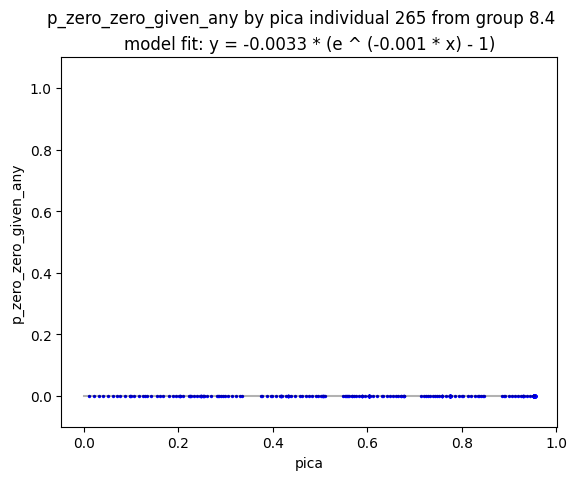 p_zero_zero_given_any by pica individual 265 from group 8.4
model fit: y = -0.0033 * (e ^ (-0.001 * x) - 1)
1.0
0.8
0.6
0.4
0.2
0.0
p_zero_zero_given_any
0.0 0.2 0.4 0.6 0.8 1.0
pica